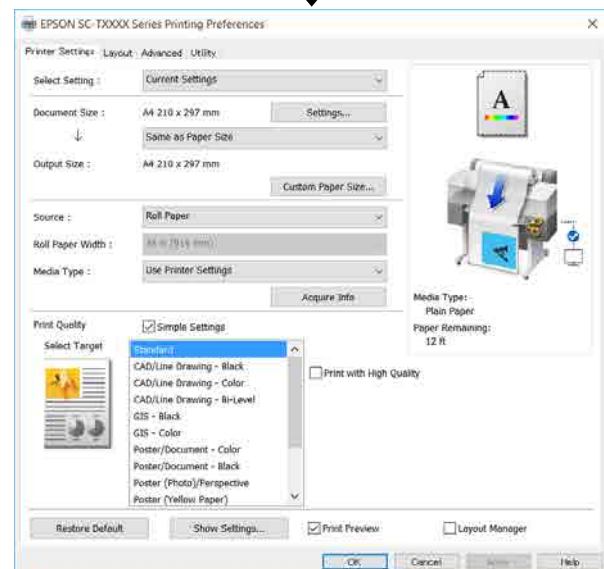 EPSON SC-TXXXX Series Printing Preferences
Printer Settings Layout Advanced Utility
Select Setting : Current Settings
Document Size : A4 210 x 297 mm Settings...
Same as Paper Size
Output Size : A4 210 x 297 mm
Custom Paper Size...
Source : Roll Paper
Roll Paper Width :
Media Type : Use Printer Settings
Acquire Info
A
Media Type:
Plain Paper
Paper Remaining:
12 ft
Print Quality Simple Settings
Select Target
Standard
CAD/Line Drawing - Black
CAD/Line Drawing - Color
CAD/Line Drawing - Bi-Level
GIS - Black
GIS - Color
Poster/Document - Color
Poster/Document - Black
Poster (Photo)/Perspective
Poster (Yellow Paper)
Print with High Quality
Restore Default Show Settings... Print Preview Layout Manager
OK Cancel Help